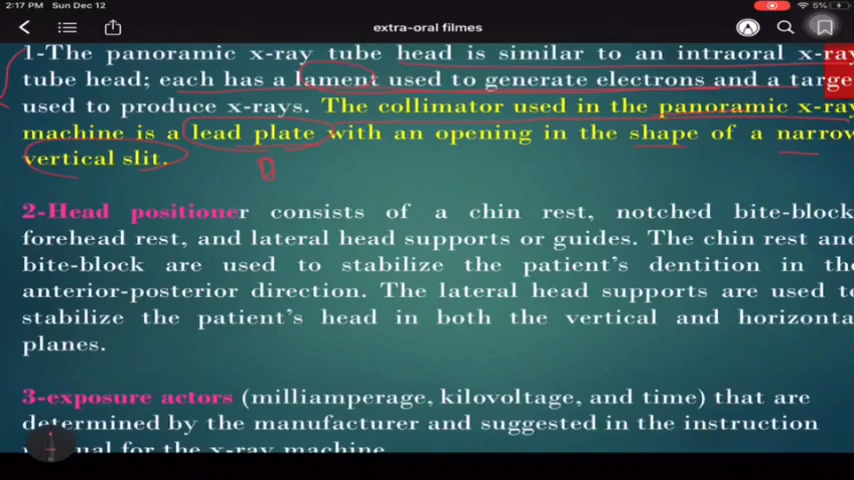 2:17 PM Sun Dec 12
5%
extra-oral filmes
1-The panoramic x-ray tube head is similar to an intraoral x-ray
tube head; each has a lament used to generate electrons and a targe
used to produce x-rays. The collimator used in the panoramic x-ray
machine is a lead plate with an opening in the shape of a narrow
vertical slit.
2-Head positioner consists of a chin rest, notched bite-block
forehead rest, and lateral head supports or guides. The chin rest and
bite-block are used to stabilize the patient's dentition in the
anterior-posterior direction. The lateral head supports are used to
stabilize the patient's head in both the vertical and horizonta
planes.
3-exposure actors (milliamperage, kilovoltage, and time) that are
determined by the manufacturer and suggested in the instruction
for the x-ray machine